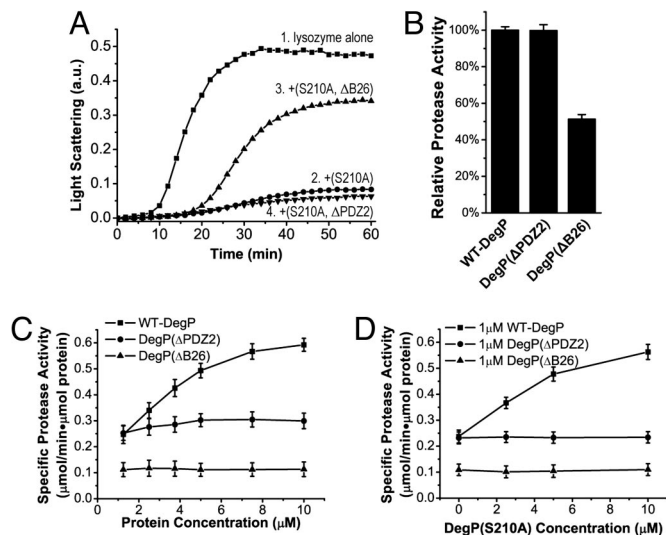 A
Light Scattering (a.u.)
0.5
0.4
0.3
0.2
0.1
0.0
1. lysozyme alone
3. +(S210A, ΔB26)
2. +(S210A)
4. +(S210A, ΔPDZ2)
0 10 20 30 40 50 60
Time (min)
B
Relative Protease Activity
100%
80%
60%
40%
20%
0%
WT-DegP
DegP(ΔPDZ2)
DegP(ΔB26)
C
Specific Protease Activity
(μmol/min•μmol protein)
0.6
0.5
0.4
0.3
0.2
0.1
0.0
WT-DegP
DegP(ΔPDZ2)
DegP(ΔB26)
2 4 6 8 10
Protein Concentration (μM)
D
Specific Protease Activity
(μmol/min•μmol protein)
0.6
0.5
0.4
0.3
0.2
0.1
0.0
1μM WT-DegP
1μM DegP(ΔPDZ2)
1μM DegP(ΔB26)
0 2 4 6 8 10
DegP(S210A) Concentration (μM)